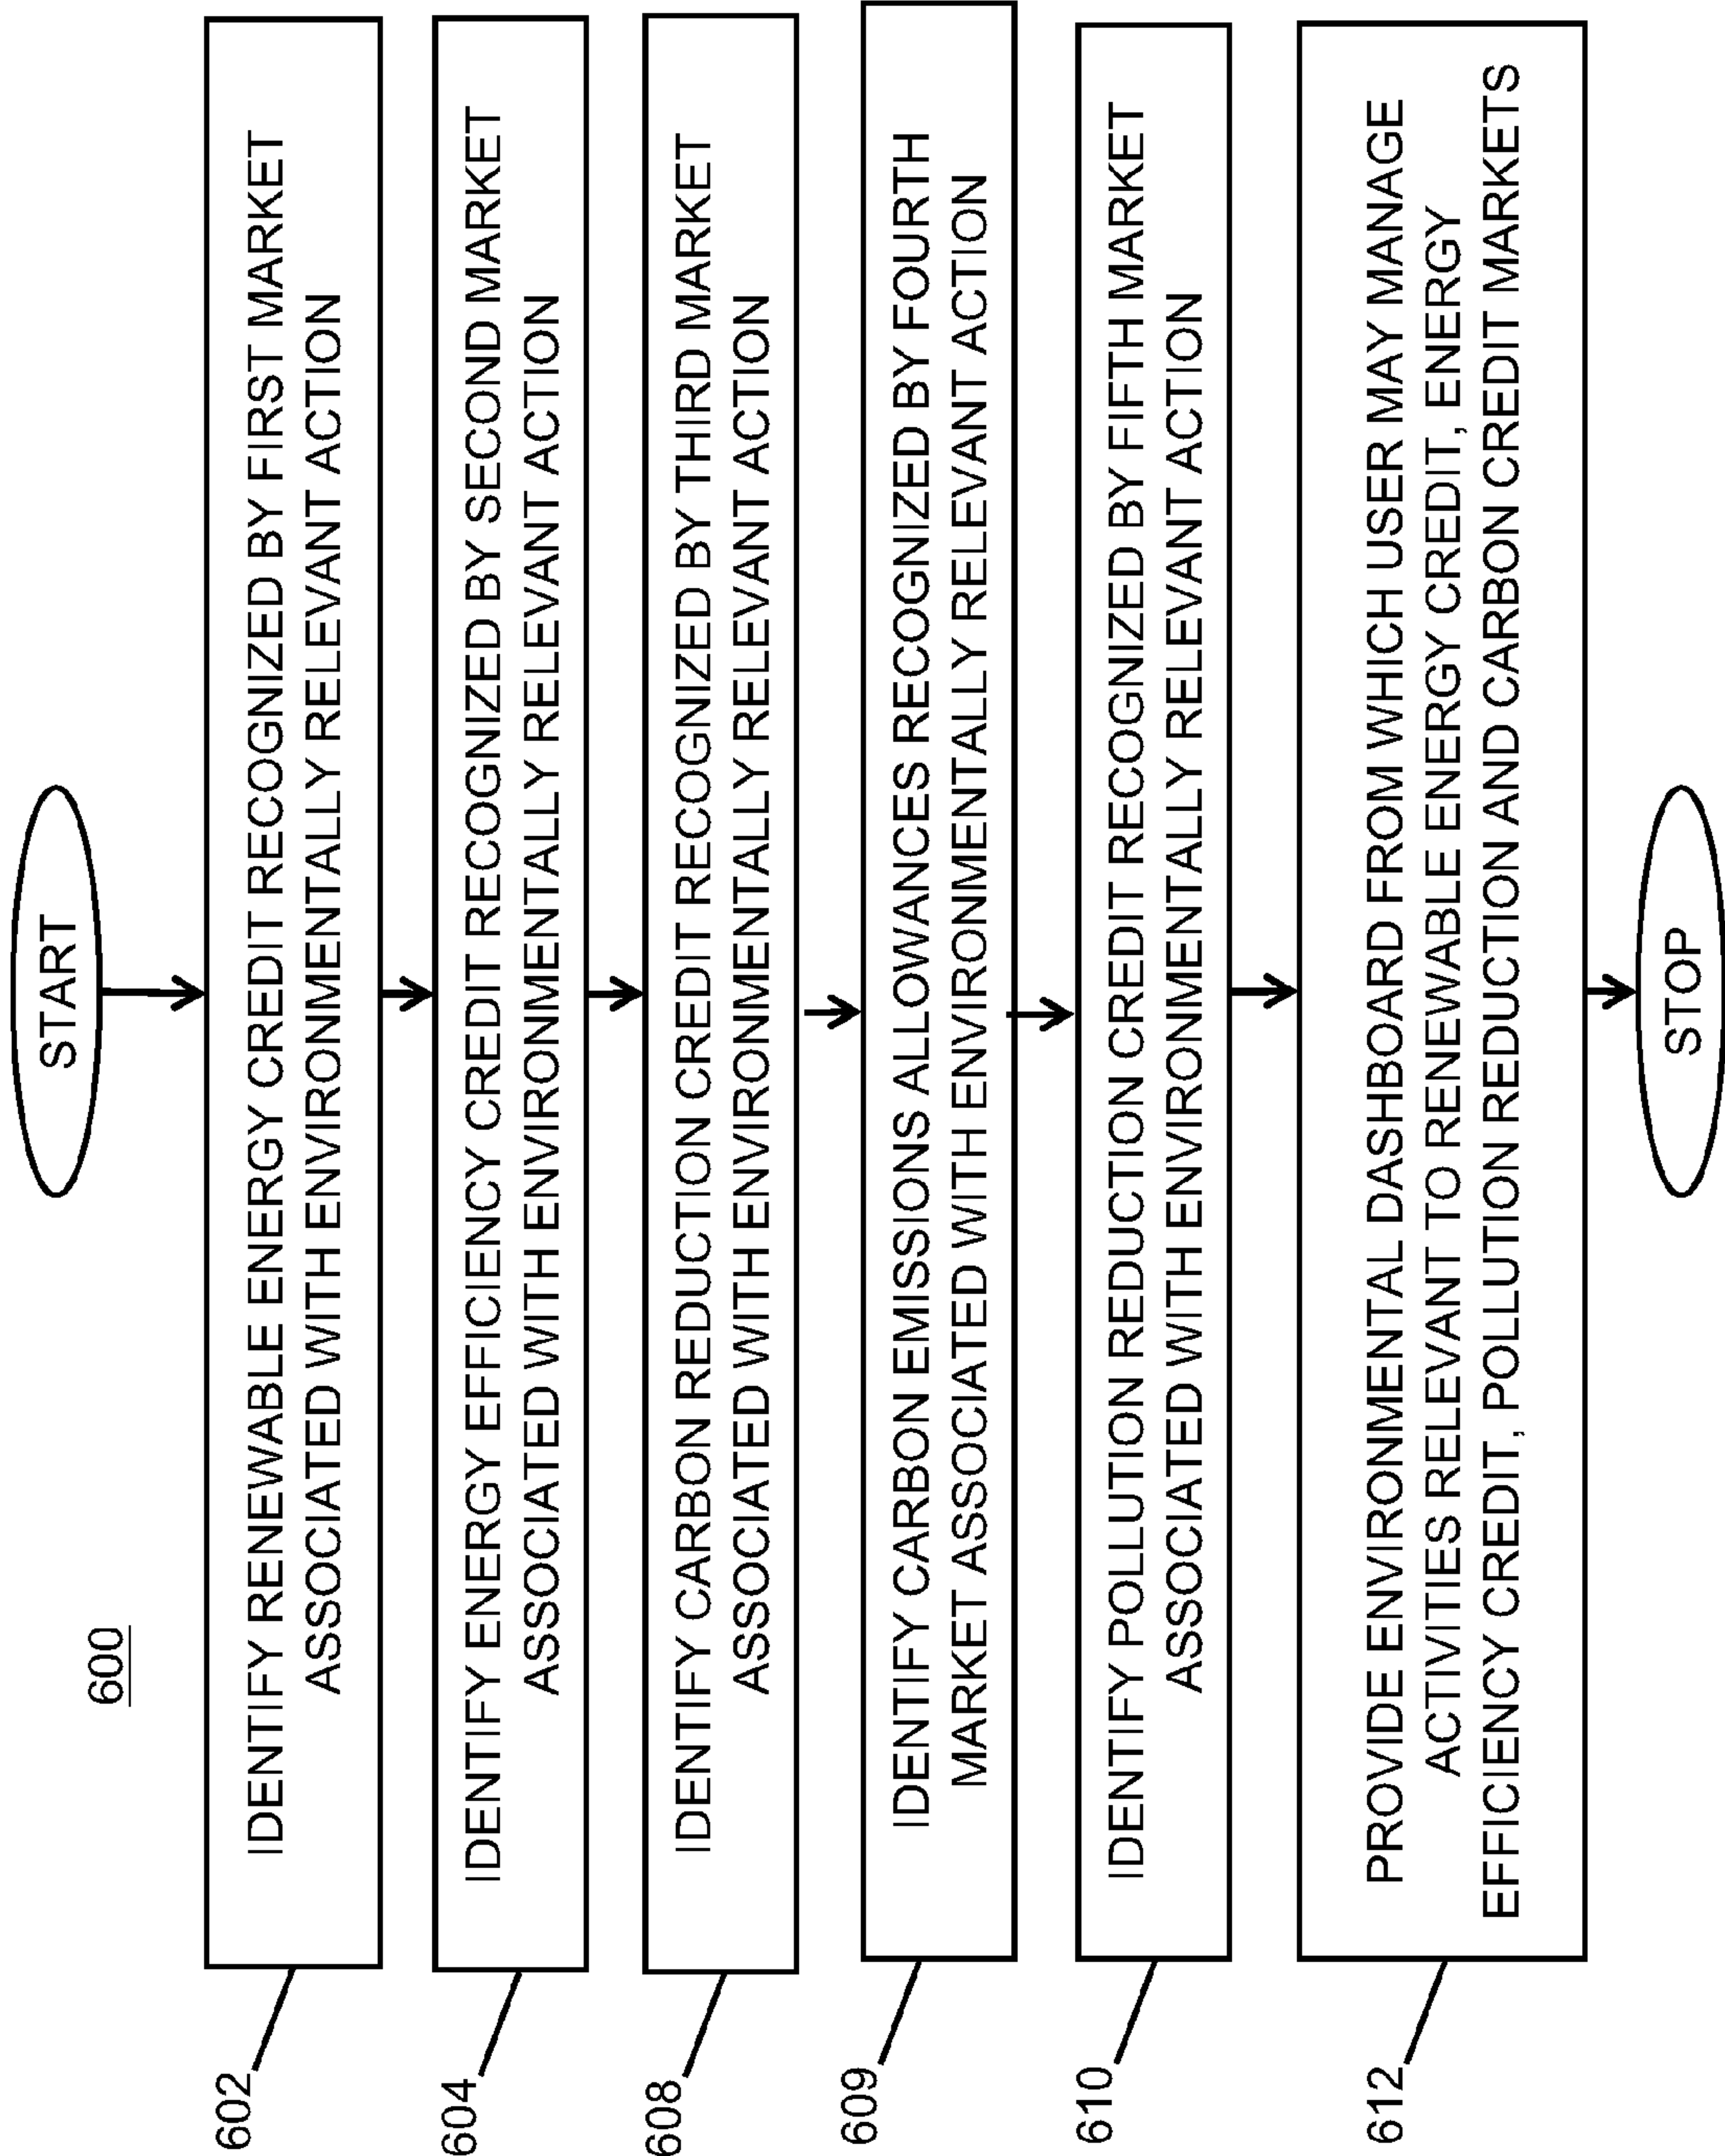 600
START
602
IDENTIFY RENEWABLE ENERGY CREDIT RECOGNIZED BY FIRST MARKET
ASSOCIATED WITH ENVIRONMENTALLY RELEVANT ACTION
604
IDENTIFY ENERGY EFFICIENCY CREDIT RECOGNIZED BY SECOND MARKET
ASSOCIATED WITH ENVIRONMENTALLY RELEVANT ACTION
608
IDENTIFY CARBON REDUCTION CREDIT RECOGNIZED BY THIRD MARKET
ASSOCIATED WITH ENVIRONMENTALLY RELEVANT ACTION
609
IDENTIFY CARBON EMISSIONS ALLOWANCES RECOGNIZED BY FOURTH
MARKET ASSOCIATED WITH ENVIRONMENTALLY RELEVANT ACTION
610
IDENTIFY POLLUTION REDUCTION CREDIT RECOGNIZED BY FIFTH MARKET
ASSOCIATED WITH ENVIRONMENTALLY RELEVANT ACTION
612
PROVIDE ENVIRONMENTAL DASHBOARD FROM WHICH USER MAY MANAGE
ACTIVITIES RELEVANT TO RENEWABLE ENERGY CREDIT, ENERGY
EFFICIENCY CREDIT, POLLUTION REDUCTION AND CARBON CREDIT MARKETS
STOP